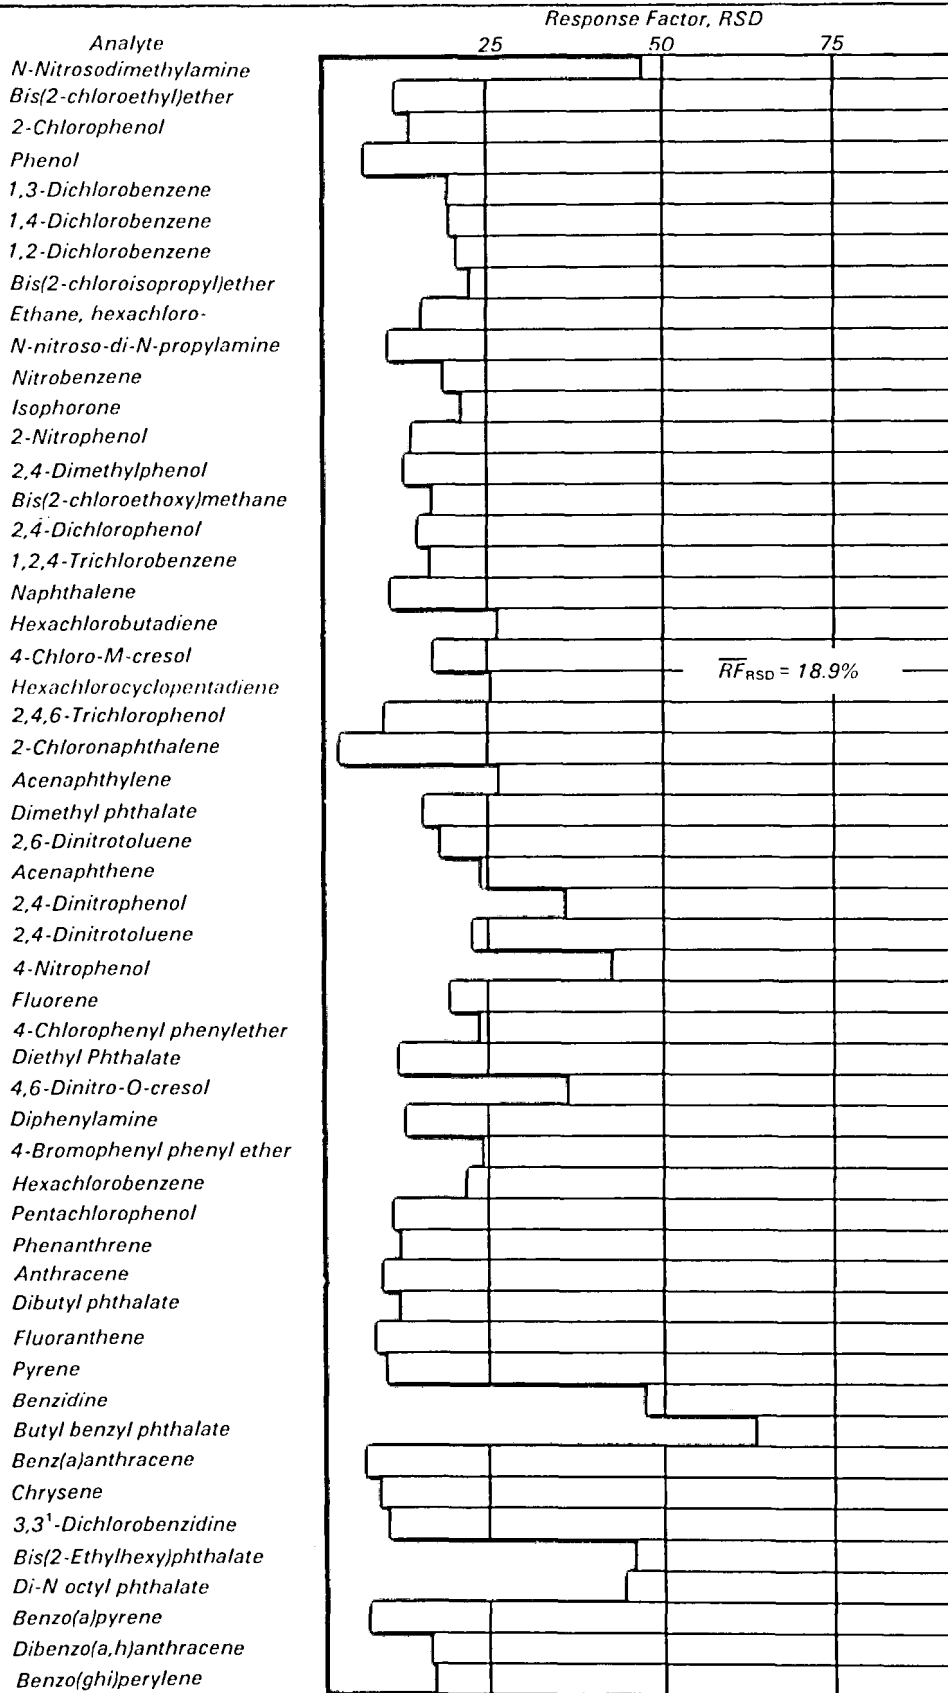 Response Factor, RSD
Analyte 25 50 75
N-Nitrosodimethylamine
Bis(2-chloroethyl)ether
2-Chlorophenol
Phenol
1,3-Dichlorobenzene
1,4-Dichlorobenzene
1,2-Dichlorobenzene
Bis(2-chloroisopropyl)ether
Ethane, hexachloro-
N-nitroso-di-N-propylamine
Nitrobenzene
Isophorone
2-Nitrophenol
2,4-Dimethylphenol
Bis(2-chloroethoxy)methane
2,4-Dichlorophenol
1,2,4-Trichlorobenzene
Naphthalene
Hexachlorobutadiene
4-Chloro-M-cresol
R̅F̅RSD = 18.9%
Hexachlorocyclopentadiene
2,4,6-Trichlorophenol
2-Chloronaphthalene
Acenaphthylene
Dimethyl phthalate
2,6-Dinitrotoluene
Acenaphthene
2,4-Dinitrophenol
2,4-Dinitrotoluene
4-Nitrophenol
Fluorene
4-Chlorophenyl phenylether
Diethyl Phthalate
4,6-Dinitro-O-cresol
Diphenylamine
4-Bromophenyl phenyl ether
Hexachlorobenzene
Pentachlorophenol
Phenanthrene
Anthracene
Dibutyl phthalate
Fluoranthene
Pyrene
Benzidine
Butyl benzyl phthalate
Benz(a)anthracene
Chrysene
3,3¹-Dichlorobenzidine
Bis(2-Ethylhexy)phthalate
Di-N octyl phthalate
Benzo(a)pyrene
Dibenzo(a,h)anthracene
Benzo(ghi)perylene